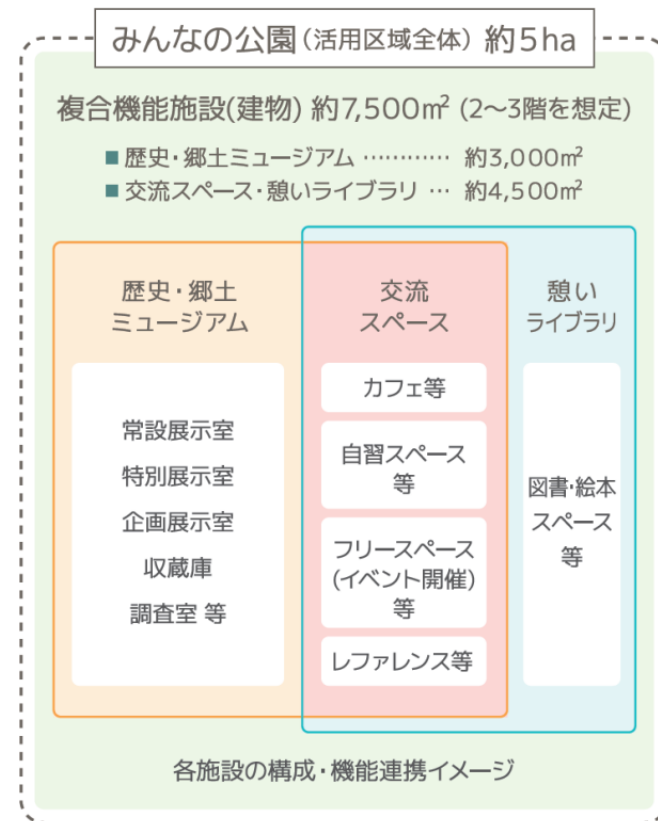 みんなの公園(活用区域全体) 約5ha
複合機能施設(建物) 約7,500㎡ (2〜3階を想定)
■ 歴史・郷土ミュージアム ………… 約3,000㎡
■ 交流スペース・憩いライブラリ … 約4,500㎡
歴史・郷土
ミュージアム
常設展示室
特別展示室
企画展示室
収蔵庫
調査室 等
交流
スペース
カフェ等
自習スペース
等
フリースペース
(イベント開催)
等
レファレンス等
憩い
ライブラリ
図書・絵本
スペース
等
各施設の構成・機能連携イメージ